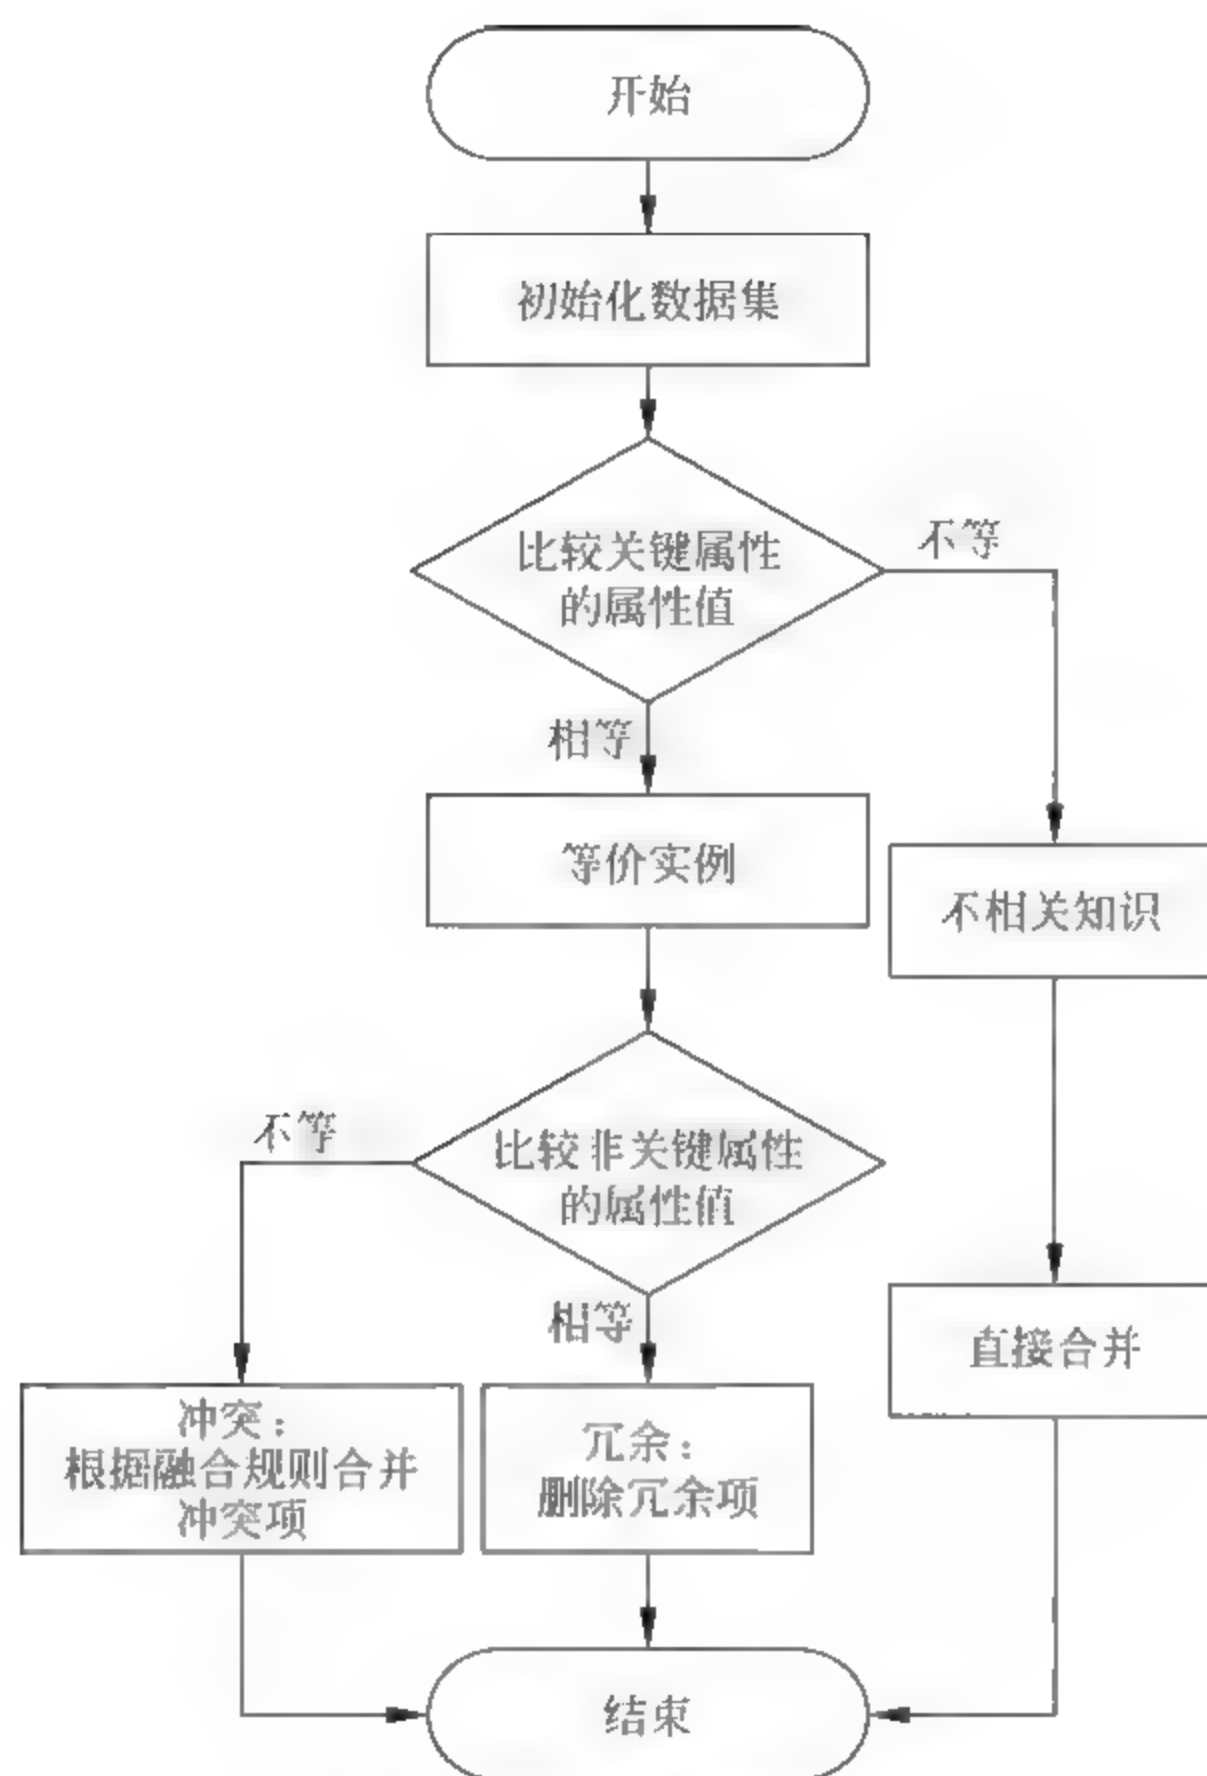 开始
初始化数据集
比较关键属性
的属性值
不等
相等
等价实例
不相关知识
不等
比较非关键属性
的属性值
相等
直接合并
冲突：
根据融合规则合并
冲突项
冗余：
删除冗余项
结束